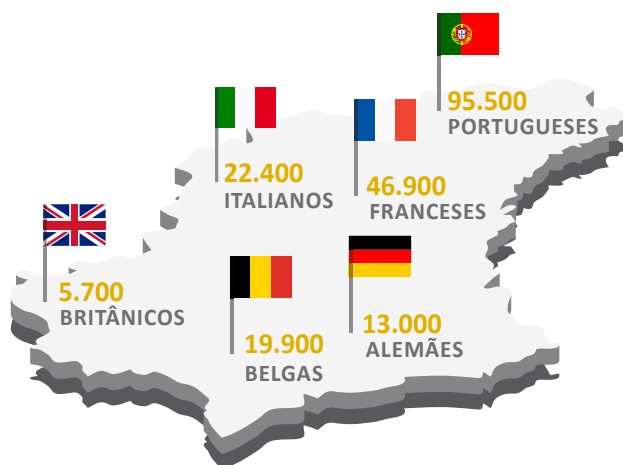 95.500
PORTUGUESES
22.400
ITALIANOS
46.900
FRANCESES
5.700
BRITÂNICOS
19.900
BELGAS
13.000
ALEMÃES